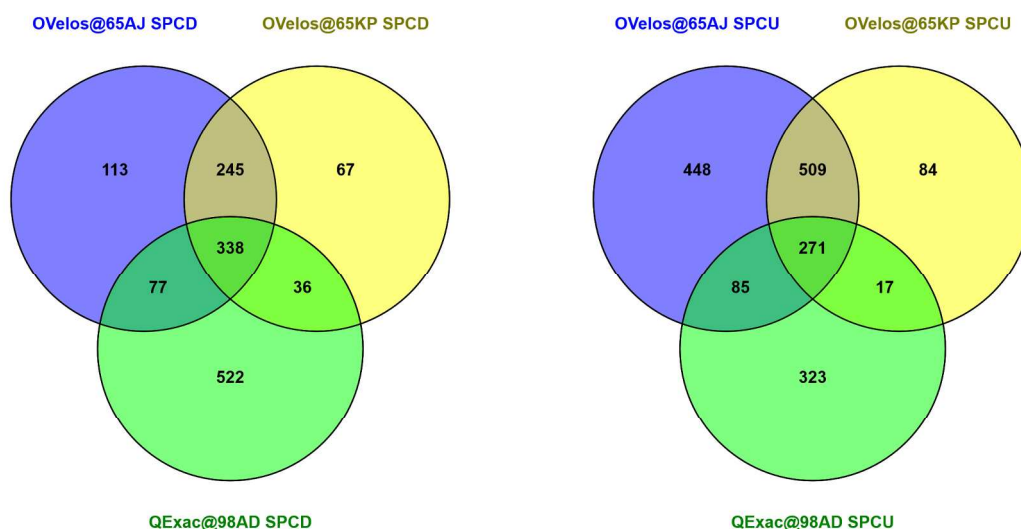 OVelos@65AJ SPCD
OVelos@65KP SPCD
113
245
67
338
77
36
522
QExac@98AD SPCD
OVelos@65AJ SPCU
OVelos@65KP SPCU
448
509
84
271
85
17
323
QExac@98AD SPCU